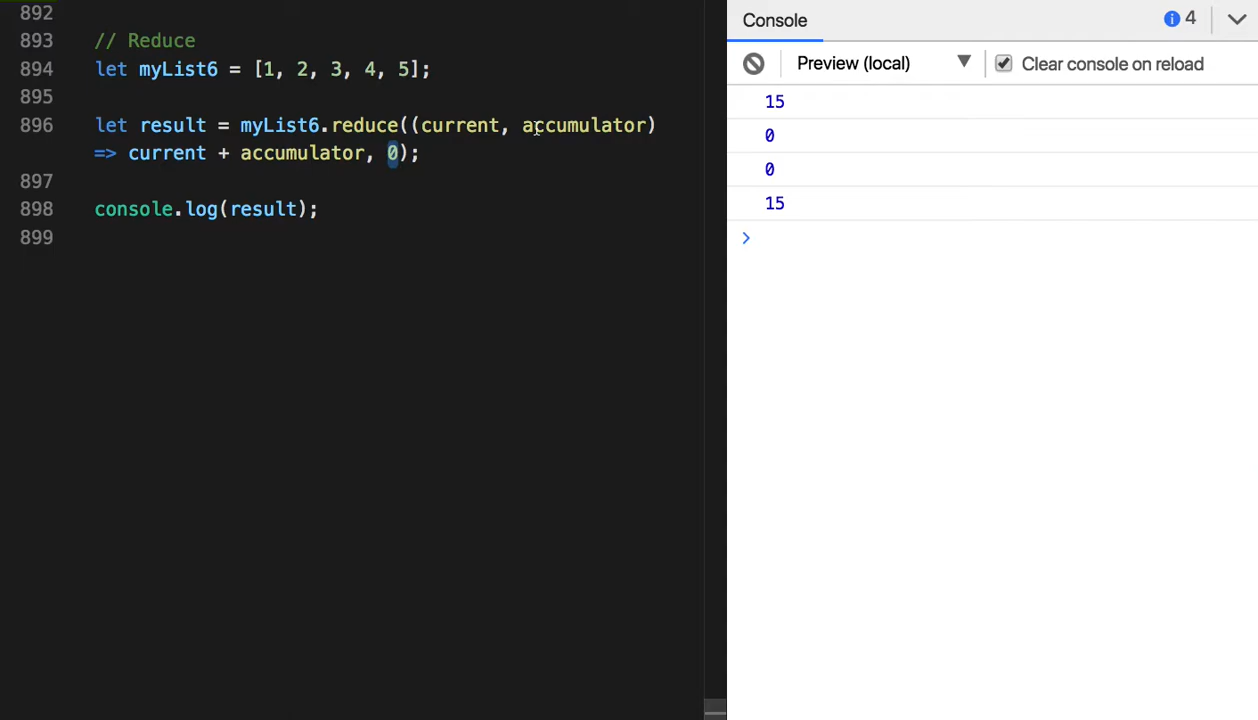 892
893 // Reduce
894 let myList6 = [1, 2, 3, 4, 5];
895
896 let result = myList6.reduce((current, accumulator)
=> current + accumulator, 0);
897
898 console.log(result);
899
Console
4
Preview (local) ▼ Clear console on reload
15
0
0
15
>